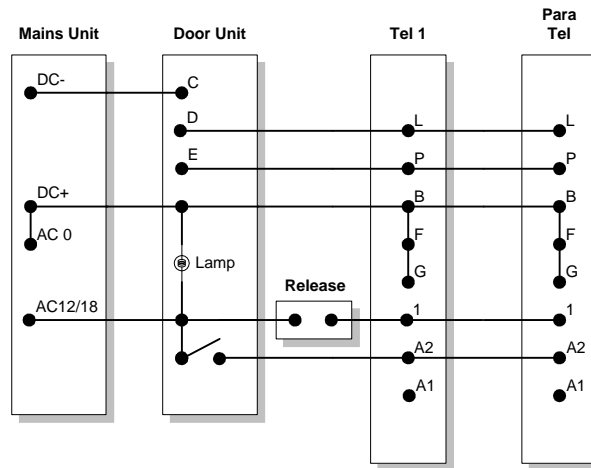 Mains Unit
Door Unit
Tel 1
Para
Tel
DC-
C
D
L
L
E
P
P
DC+
B
B
AC 0
F
F
Lamp
G
G
Release
AC12/18
1
1
A2
A2
A1
A1